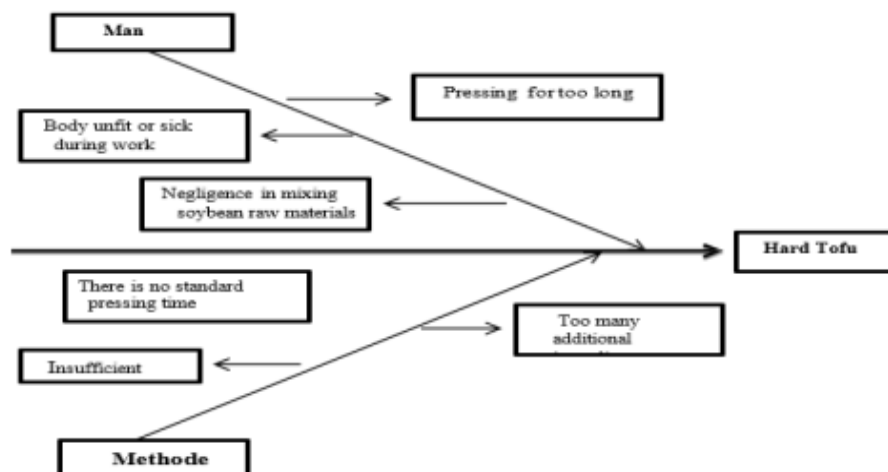 Man
Pressing for too long
Body unfit or sick
during work
Negligence in mixing
soybean raw materials
Hard Tofu
There is no standard
pressing time
Too many
additional
Insufficient
Methode